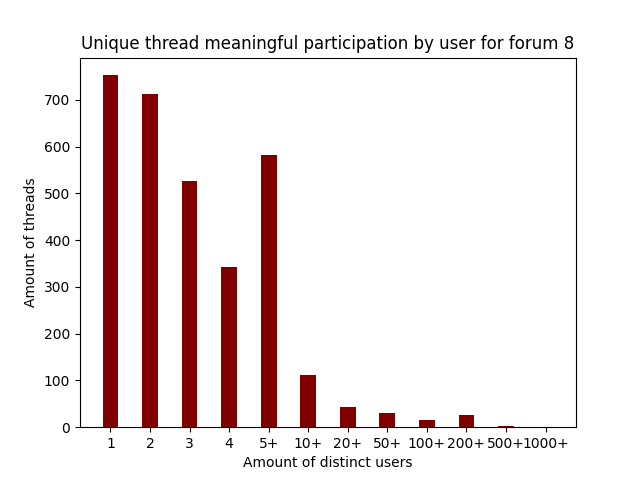 Unique thread meaningful participation by user for forum 8
Amount of threads
700
600
500
400
300
200
100
0
1 2 3 4 5+ 10+ 20+ 50+ 100+ 200+ 500+ 1000+
Amount of distinct users